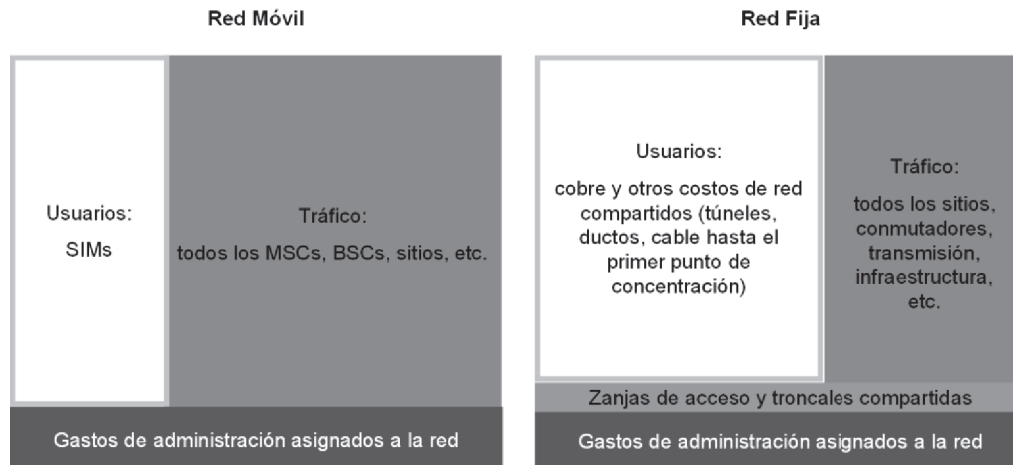 Red Móvil
Usuarios:
SIMs
Tráfico:
todos los MSCs, BSCs, sitios, etc.
Gastos de administración asignados a la red
Red Fija
Usuarios:
cobre y otros costos de red
compartidos (túneles,
ductos, cable hasta el
primer punto de
concentración)
Tráfico:
todos los sitios,
conmutadores,
transmisión,
infraestructura,
etc.
Zanjas de acceso y troncales compartidas
Gastos de administración asignados a la red